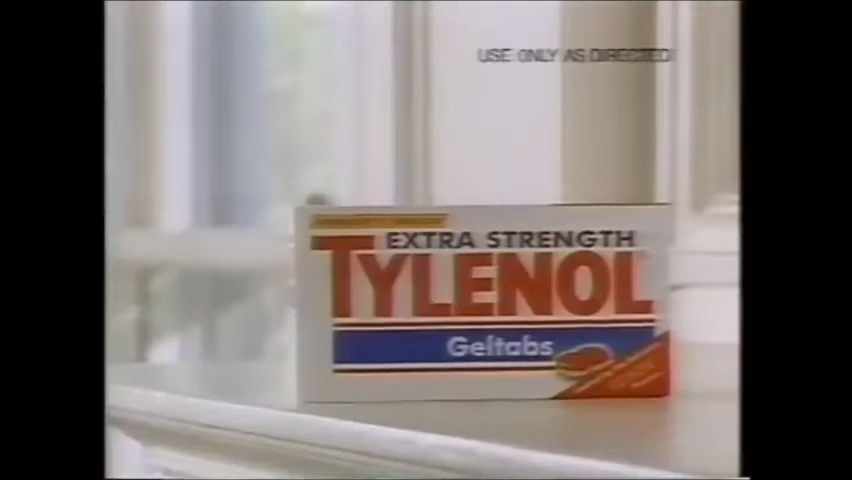 USE ONLY AS DIRECTED
EXTRA STRENGTH
TYLENOL
Geltabs